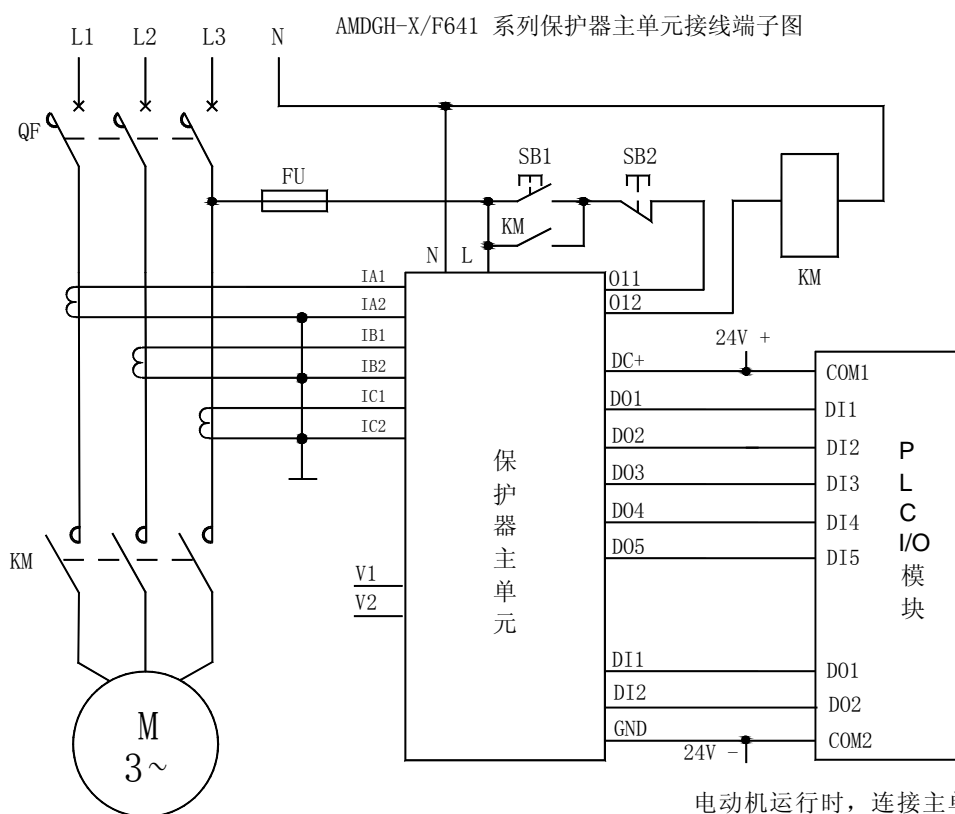 AMDGH-X/F641 系列保护器主单元接线端子图
L1 L2 L3 N
QF
FU
SB1
SB2
KM
KM
N L
IA1
IA2
IB1
IB2
IC1
IC2
V1
V2
保护器主单元
O11
O12
DC+
DO1
DO2
DO3
DO4
DO5
DI1
DI2
GND
24V +
24V -
COM1
DI1
DI2
DI3
DI4
DI5
DO1
DO2
COM2
PLC I/O 模块
KM
M
3~
电动机运行时，连接主单